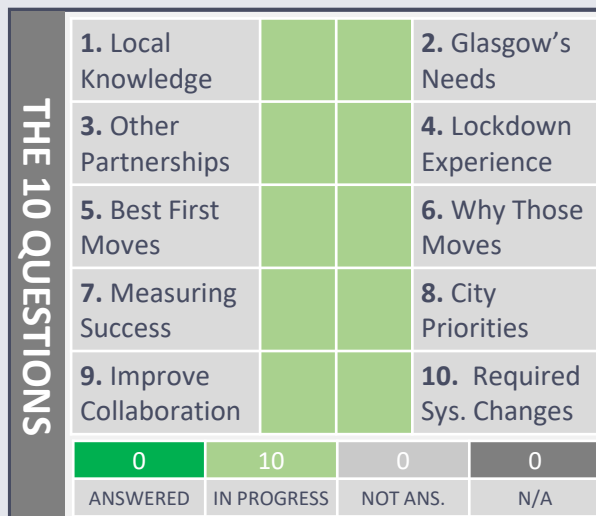 THE 10 QUESTIONS
1. Local
Knowledge
2. Glasgow’s
Needs
3. Other
Partnerships
4. Lockdown
Experience
5. Best First
Moves
6. Why Those
Moves
7. Measuring
Success
8. City
Priorities
9. Improve
Collaboration
10. Required
Sys. Changes
0
10
0
0
ANSWERED
IN PROGRESS
NOT ANS.
N/A